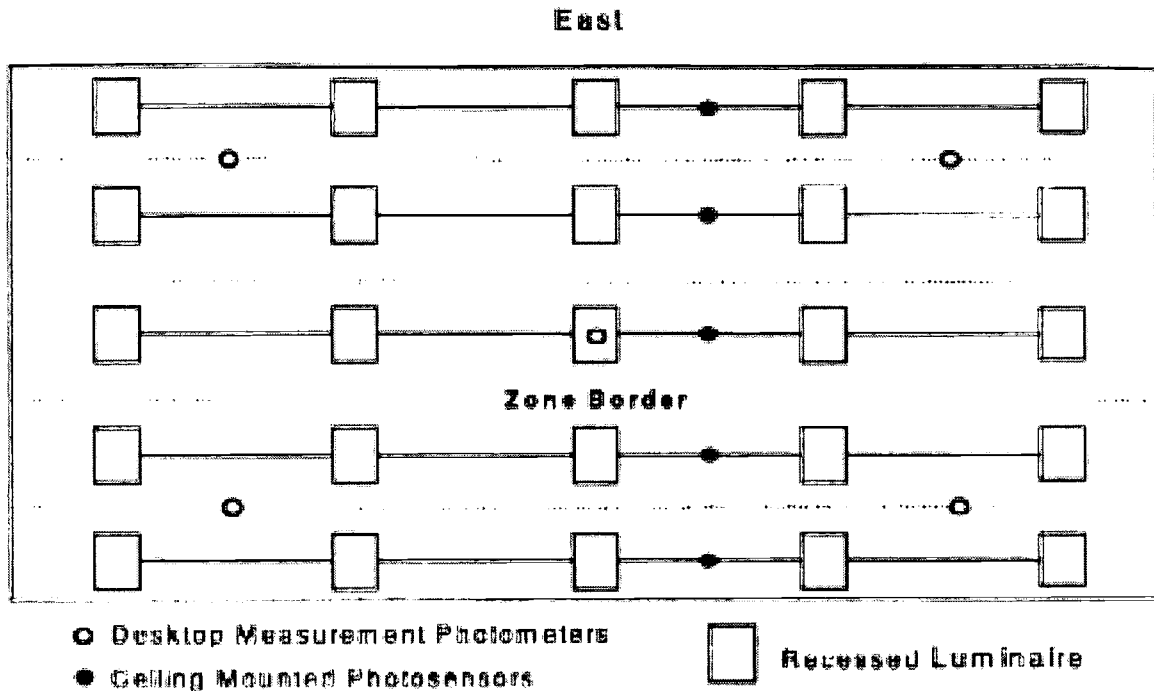 East
Zone Border
Desktop Measurement Photometers
Ceiling Mounted Photosensors
Recessed Luminaire